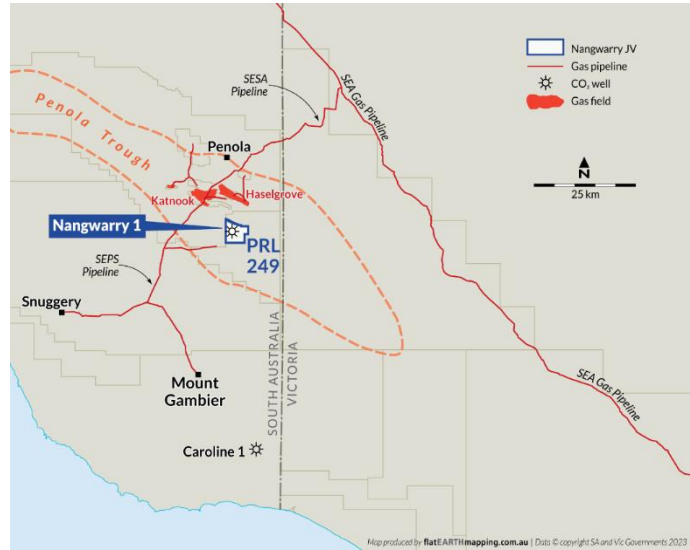 Nangwarry JV
Gas pipeline
CO₂ well
Gas field
N
25 km
SESA
Pipeline
SEA Gas Pipeline
Penola Trough
Penola
Katnook
Haselgrove
Nangwarry 1
PRL
249
SEPS
Pipeline
Snuggery
Mount
Gambier
SOUTH AUSTRALIA
VICTORIA
SEA Gas Pipeline
Caroline 1
Map produced by flatEARTHmapping.com.au | Data © copyright SA and Vic Governments 2023